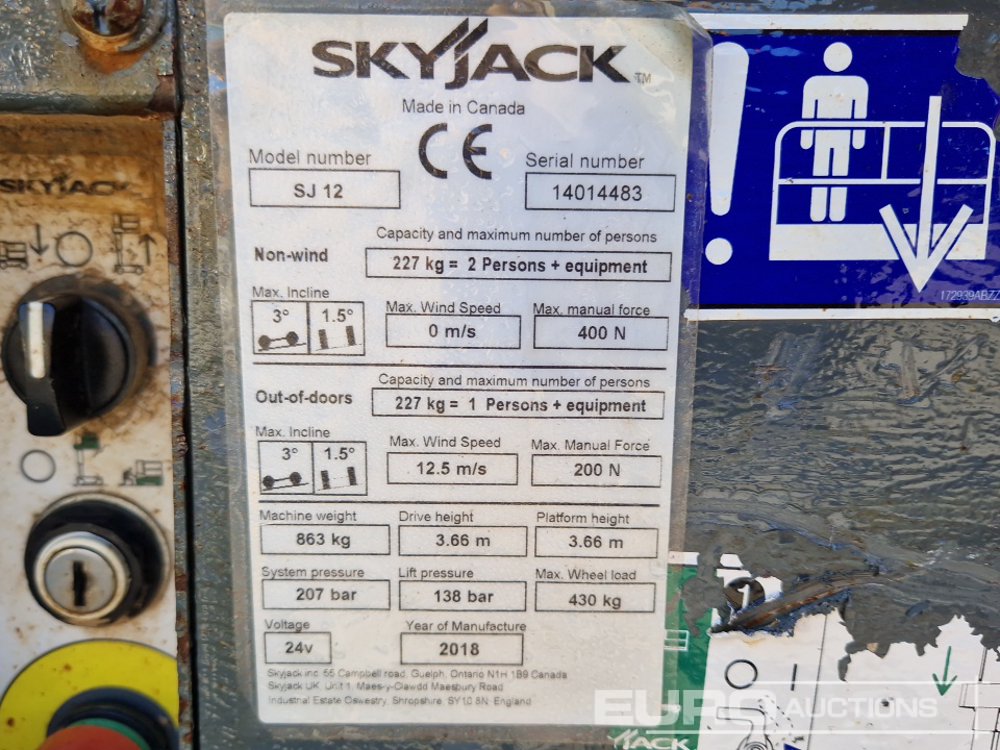 SKYJACK
SKYJACK TM
Made in Canada
CE
Model number
SJ 12
Serial number
14014483
Capacity and maximum number of persons
Non-wind
227 kg = 2 Persons + equipment
Max. Incline
3° 1.5°
Max. Wind Speed
0 m/s
Max. manual force
400 N
Capacity and maximum number of persons
Out-of-doors
227 kg = 1 Persons + equipment
Max. Incline
3° 1.5°
Max. Wind Speed
12.5 m/s
Max. Manual Force
200 N
Machine weight
863 kg
Drive height
3.66 m
Platform height
3.66 m
System pressure
207 bar
Lift pressure
138 bar
Max. Wheel load
430 kg
Voltage
24v
Year of Manufacture
2018
Skyjack inc. 55 Campbell road, Guelph, Ontario N1H 1B9 Canada
Skyjack UK, Unit 1, Maes-y-Clawdd Maesbury Road
Industrial Estate Oswestry, Shropshire, SY10 8N, England
!
1
EURO AUCTIONS
JACK